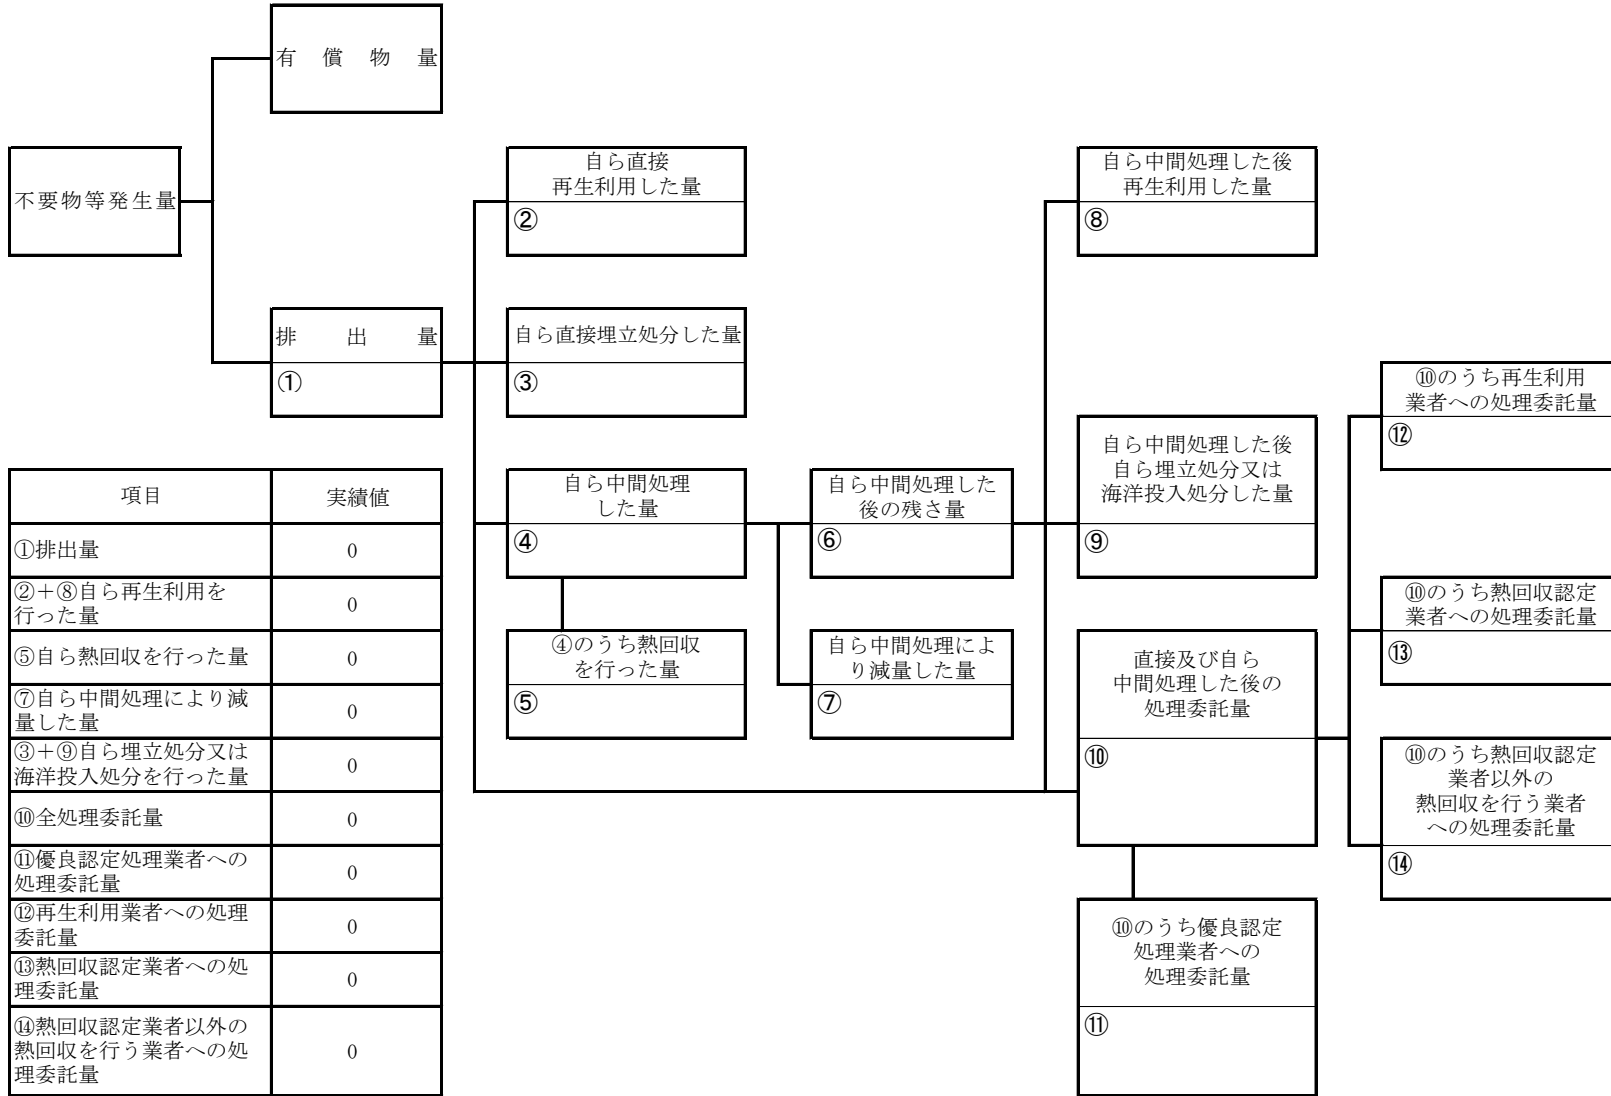 有償物量
不要物等発生量
排出量
①
自ら直接
再生利用した量
②
自ら直接埋立処分した量
③
自ら中間処理
した量
④
④のうち熱回収
を行った量
⑤
自ら中間処理した
後の残さ量
⑥
自ら中間処理によ
り減量した量
⑦
自ら中間処理した後
再生利用した量
⑧
自ら中間処理した後
自ら埋立処分又は
海洋投入処分した量
⑨
直接及び自ら
中間処理した後の
処理委託量
⑩
⑩のうち優良認定
処理業者への
処理委託量
⑪
⑩のうち再生利用
業者への処理委託量
⑫
⑩のうち熱回収認定
業者への処理委託量
⑬
⑩のうち熱回収認定
業者以外の
熱回収を行う業者
への処理委託量
⑭
項目 実績値
①排出量 0
②+⑧自ら再生利用を
行った量 0
⑤自ら熱回収を行った量 0
⑦自ら中間処理により減
量した量 0
③+⑨自ら埋立処分又は
海洋投入処分を行った量 0
⑩全処理委託量 0
⑪優良認定処理業者への
処理委託量 0
⑫再生利用業者への処理
委託量 0
⑬熱回収認定業者への処
理委託量 0
⑭熱回収認定業者以外の
熱回収を行う業者への処 0
理委託量